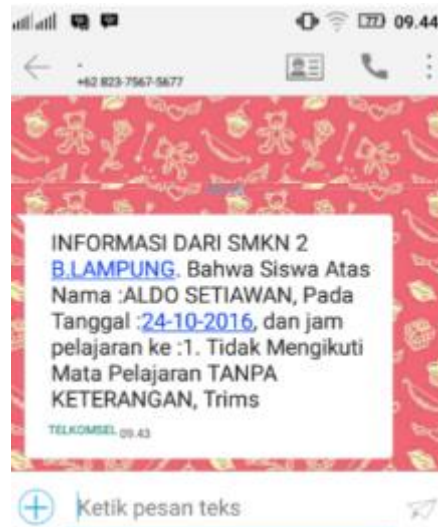 77 09.44
.
+62 823-7567-5677
INFORMASI DARI SMKN 2
B.LAMPUNG. Bahwa Siswa Atas
Nama :ALDO SETIAWAN, Pada
Tanggal :24-10-2016, dan jam
pelajaran ke :1. Tidak Mengikuti
Mata Pelajaran TANPA
KETERANGAN, Trims
TELKOMSEL 09.43
Ketik pesan teks